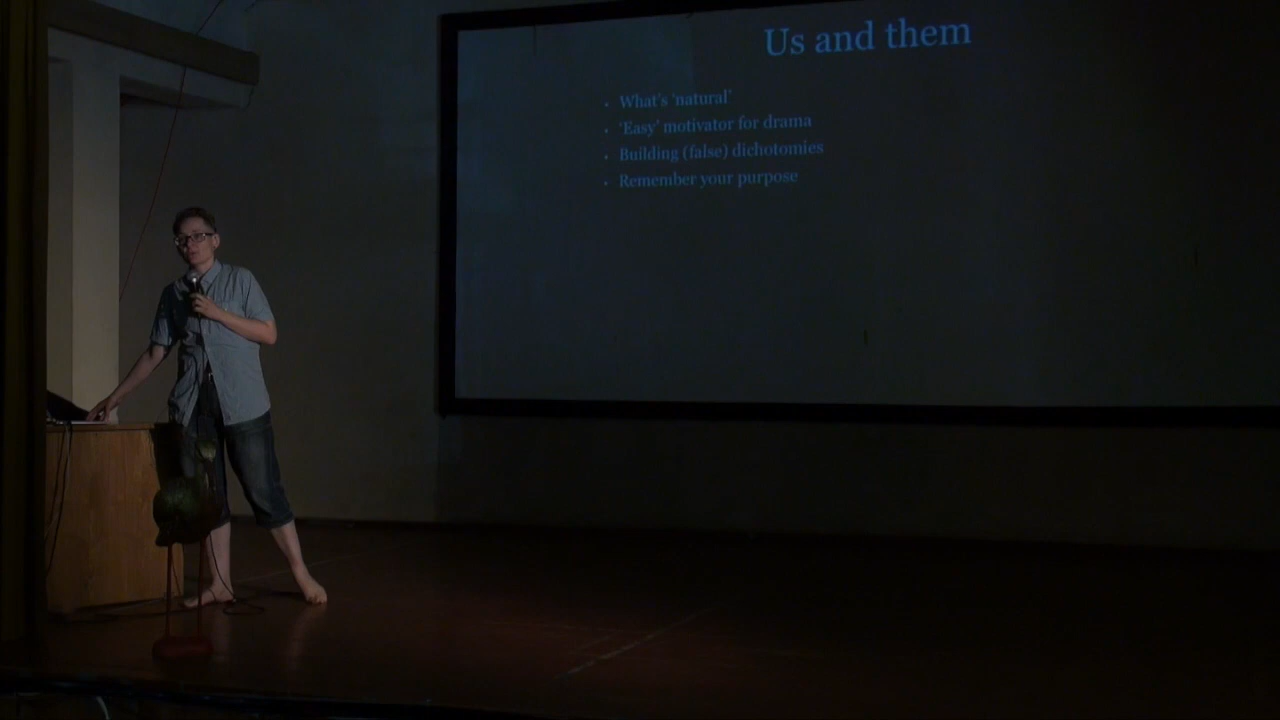 Us and them
• What's 'natural'
• 'Easy' motivator for drama
• Building (false) dichotomies
• Remember your purpose